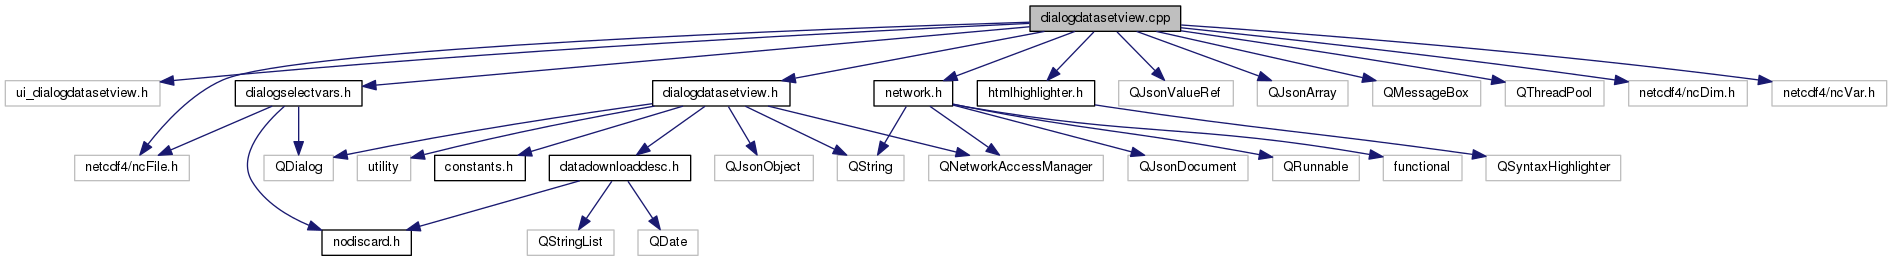 dialogdatasetview.cpp
ui_dialogdatasetview.h
dialogselectvars.h
dialogdatasetview.h
network.h
htmlhighlighter.h
QJsonValueRef
QJsonArray
QMessageBox
QThreadPool
netcdf4/ncDim.h
netcdf4/ncVar.h
netcdf4/ncFile.h
QDialog
utility
constants.h
datadownloaddesc.h
QJsonObject
QString
QNetworkAccessManager
QJsonDocument
QRunnable
functional
QSyntaxHighlighter
nodiscard.h
QStringList
QDate